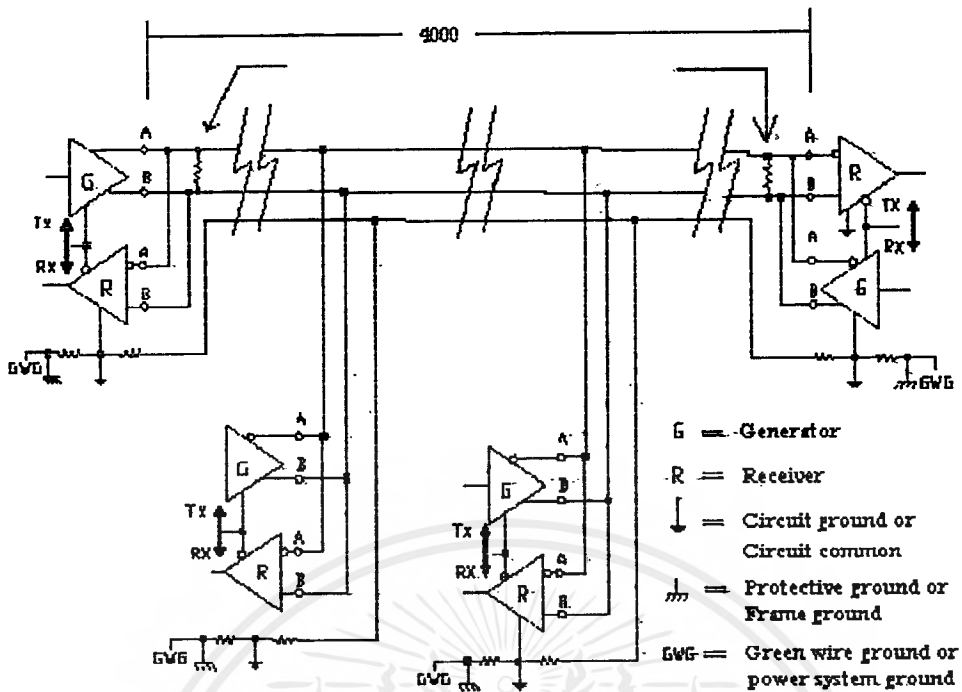 4000
A
A
G
B
B
R
Tx
TX
Rx
A
A
RX
R
B
B
G
GWG
GWG
A
G
B
A
G
B
G = Generator
R = Receiver
Tx
A
RX
R
B
Tx
A
RX
R
B
= Circuit ground or
Circuit common
= Protective ground or
Frame ground
GWG
GWG
GWG = Green wire ground or
power system ground